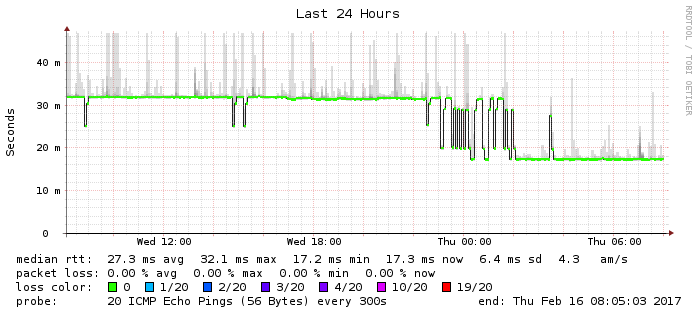 Last 24 Hours
RRDTOOL / TOBI OETIKER
Seconds
40 m
30 m
20 m
10 m
0
Wed 12:00 Wed 18:00 Thu 00:00 Thu 06:00
median rtt: 27.3 ms avg 32.1 ms max 17.2 ms min 17.3 ms now 6.4 ms sd 4.3 am/s
packet loss: 0.00 % avg 0.00 % max 0.00 % min 0.00 % now
loss color: 0 1/20 2/20 3/20 4/20 10/20 19/20
probe: 20 ICMP Echo Pings (56 Bytes) every 300s end: Thu Feb 16 08:05:03 2017